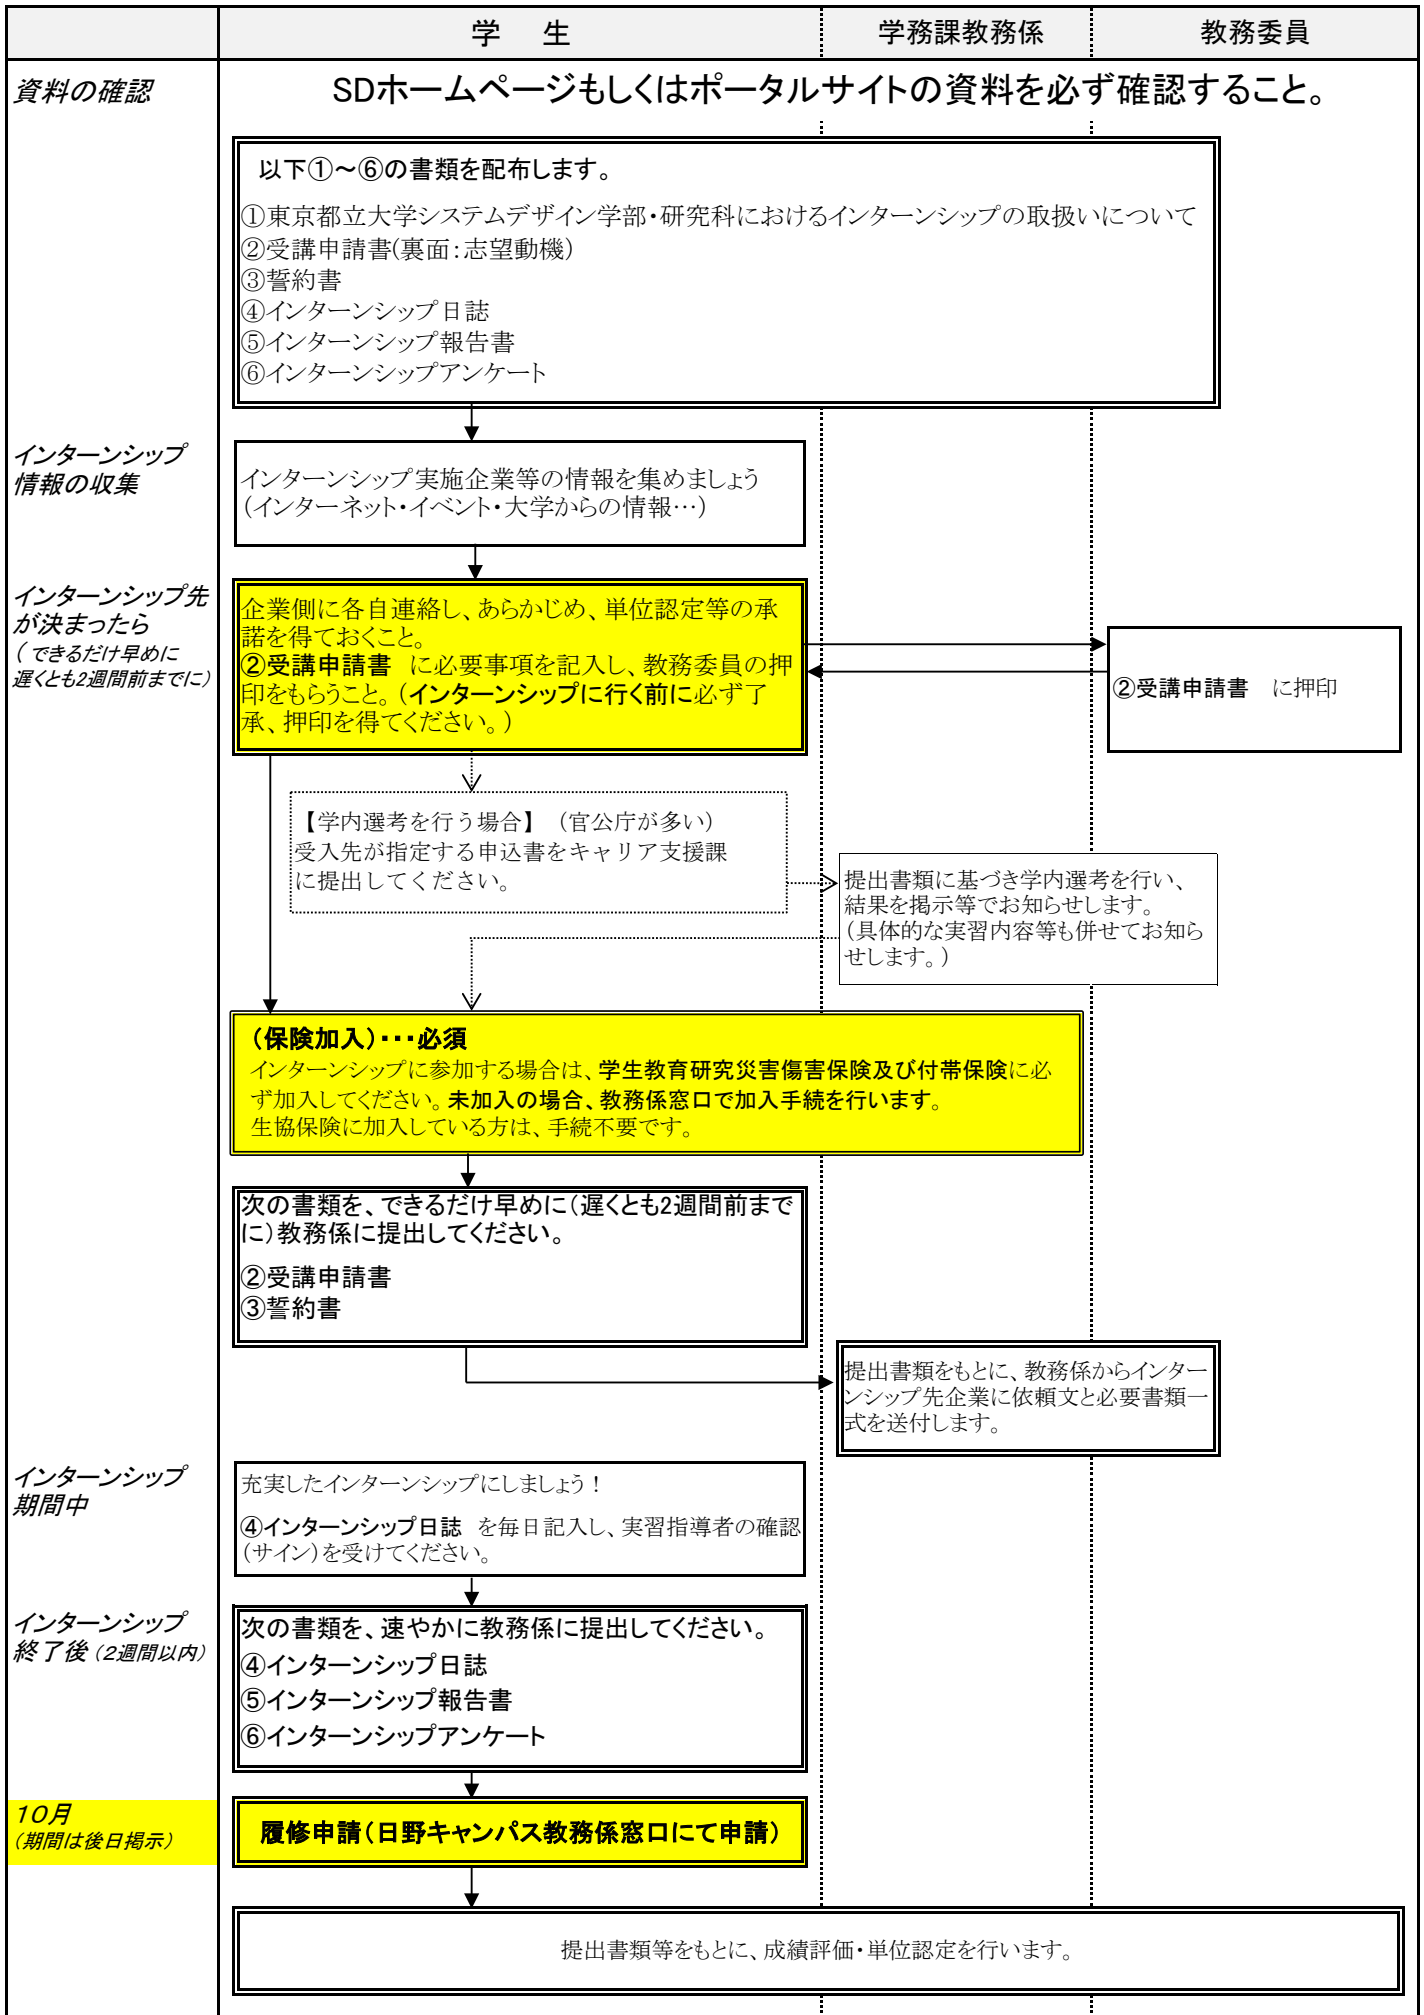 学　生
学務課教務係
教務委員
資料の確認
SDホームページもしくはポータルサイトの資料を必ず確認すること。
以下①～⑥の書類を配布します。
①東京都立大学システムデザイン学部・研究科におけるインターンシップの取扱いについて
②受講申請書(裏面：志望動機)
③誓約書
④インターンシップ日誌
⑤インターンシップ報告書
⑥インターンシップアンケート
インターンシップ
情報の収集
インターンシップ実施企業等の情報を集めましょう
（インターネット・イベント・大学からの情報…）
インターンシップ先
が決まったら
（できるだけ早めに
遅くとも2週間前までに）
企業側に各自連絡し、あらかじめ、単位認定等の承
諾を得ておくこと。
②受講申請書　に必要事項を記入し、教務委員の押
印をもらうこと。（インターンシップに行く前に必ず了
承、押印を得てください。）
②受講申請書　に押印
【学内選考を行う場合】（官公庁が多い）
受入先が指定する申込書をキャリア支援課
に提出してください。
提出書類に基づき学内選考を行い、
結果を掲示等でお知らせします。
（具体的な実習内容等も併せてお知ら
せします。）
（保険加入）・・・必須
インターンシップに参加する場合は、学生教育研究災害傷害保険及び付帯保険に必
ず加入してください。未加入の場合、教務係窓口で加入手続を行います。
生協保険に加入している方は、手続不要です。
次の書類を、できるだけ早めに（遅くとも2週間前まで
に）教務係に提出してください。
②受講申請書
③誓約書
提出書類をもとに、教務係からインター
ンシップ先企業に依頼文と必要書類一
式を送付します。
インターンシップ
期間中
充実したインターンシップにしましょう！
④インターンシップ日誌　を毎日記入し、実習指導者の確認
（サイン）を受けてください。
インターンシップ
終了後（2週間以内）
次の書類を、速やかに教務係に提出してください。
④インターンシップ日誌
⑤インターンシップ報告書
⑥インターンシップアンケート
10月
（期間は後日掲示）
履修申請（日野キャンパス教務係窓口にて申請）
提出書類等をもとに、成績評価・単位認定を行います。